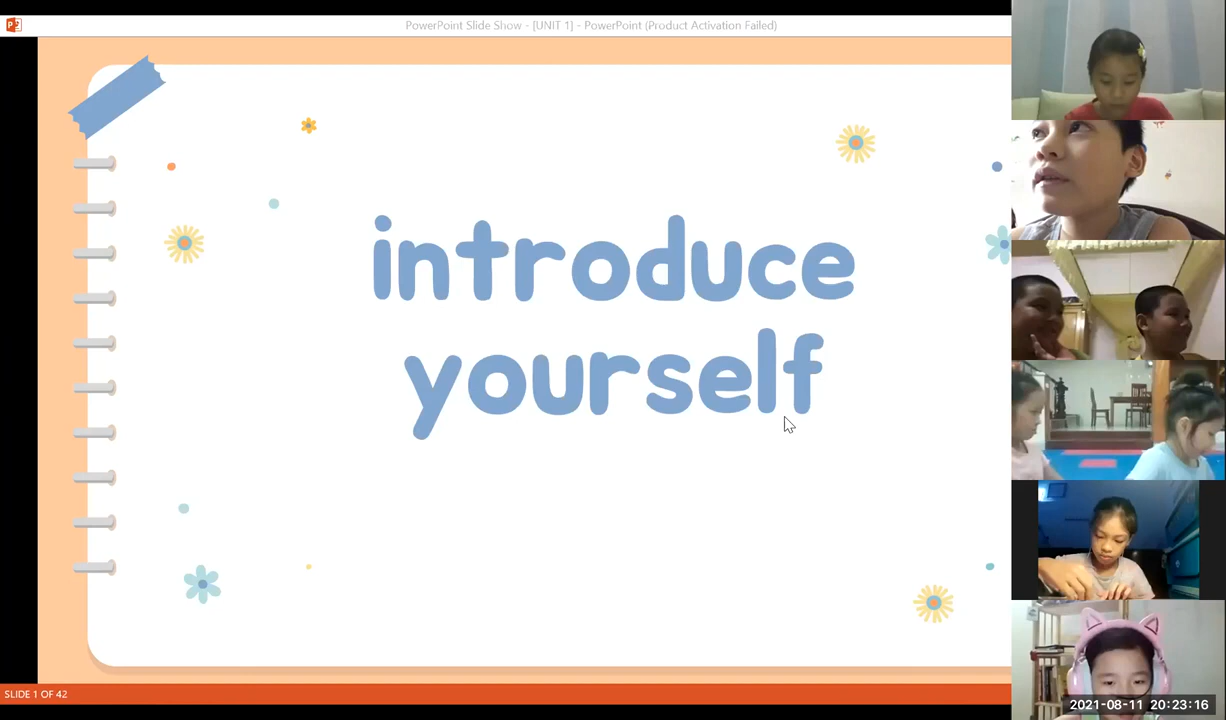 PowerPoint Slide Show - [UNIT 1] - PowerPoint (Product Activation Failed)
introduce
yourself
SLIDE 1 OF 42
2021-08-11 20:23:16